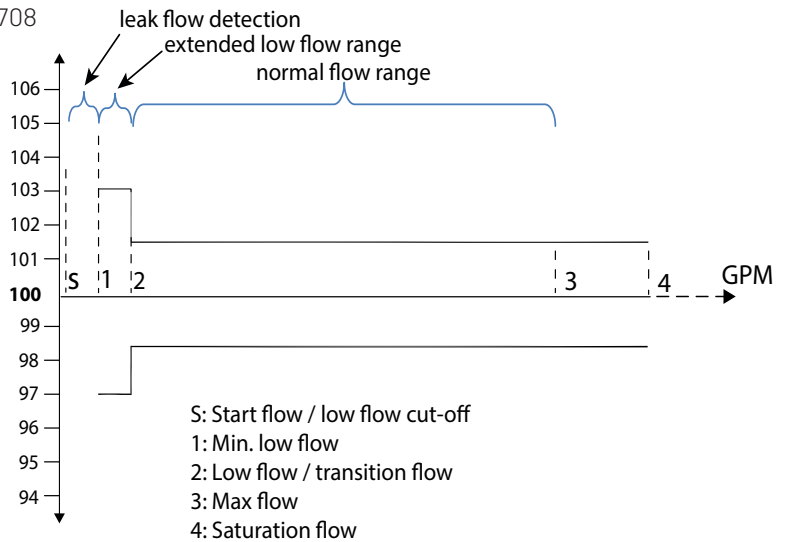 708
leak flow detection
extended low flow range
normal flow range
106
105
104
103
102
101
100
99
98
97
96
95
94
S 1 2 3 4 GPM
S: Start flow / low flow cut-off
1: Min. low flow
2: Low flow / transition flow
3: Max flow
4: Saturation flow